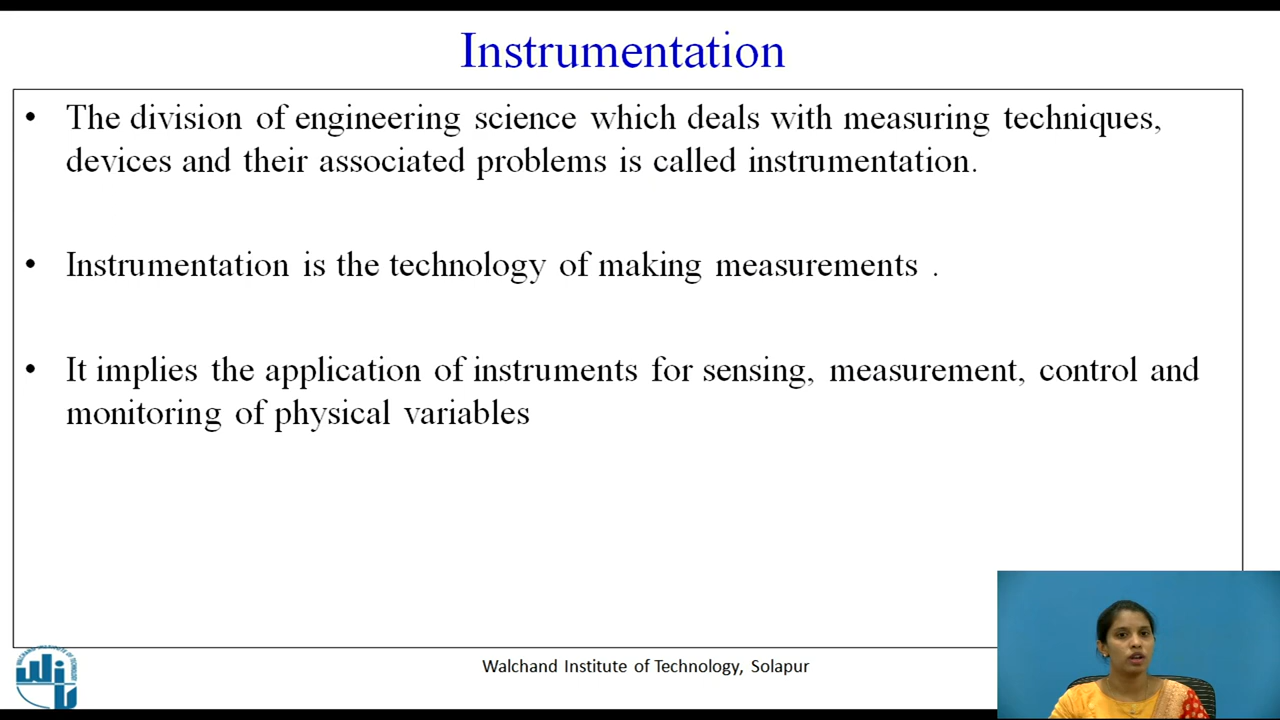 Instrumentation
• The division of engineering science which deals with measuring techniques,
devices and their associated problems is called instrumentation.
• Instrumentation is the technology of making measurements .
• It implies the application of instruments for sensing, measurement, control and
monitoring of physical variables
Walchand Institute of Technology, Solapur